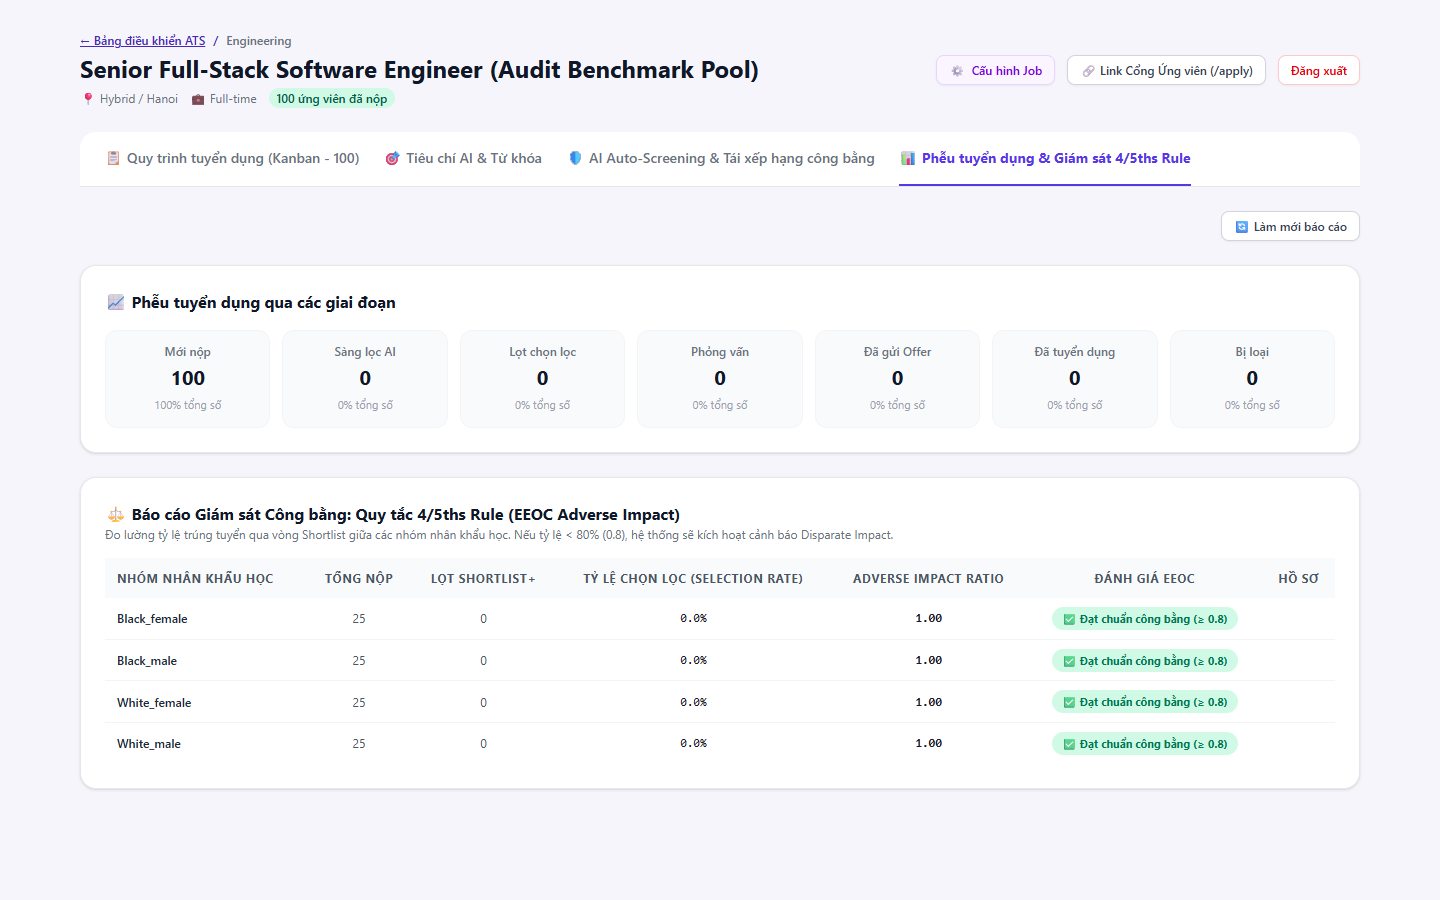 ← Bảng điều khiển ATS / Engineering
Senior Full-Stack Software Engineer (Audit Benchmark Pool)
Hybrid / Hanoi Full-time 100 ứng viên đã nộp
Cấu hình Job
Link Cổng Ứng viên (/apply)
Đăng xuất
Quy trình tuyển dụng (Kanban - 100)
Tiêu chí AI & Từ khóa
AI Auto-Screening & Tái xếp hạng công bằng
Phễu tuyển dụng & Giám sát 4/5ths Rule
Làm mới báo cáo
Phễu tuyển dụng qua các giai đoạn
Mới nộp
100
100% tổng số
Sàng lọc AI
0
0% tổng số
Lọt chọn lọc
0
0% tổng số
Phỏng vấn
0
0% tổng số
Đã gửi Offer
0
0% tổng số
Đã tuyển dụng
0
0% tổng số
Bị loại
0
0% tổng số
Báo cáo Giám sát Công bằng: Quy tắc 4/5ths Rule (EEOC Adverse Impact)
Đo lường tỷ lệ trúng tuyển qua vòng Shortlist giữa các nhóm nhân khẩu học. Nếu tỷ lệ < 80% (0.8), hệ thống sẽ kích hoạt cảnh báo Disparate Impact.
NHÓM NHÂN KHẨU HỌC TỔNG NỘP LỌT SHORTLIST+ TỶ LỆ CHỌN LỌC (SELECTION RATE) ADVERSE IMPACT RATIO ĐÁNH GIÁ EEOC HỒ SƠ
Black_female 25 0 0.0% 1.00 ✅ Đạt chuẩn công bằng (≥ 0.8)
Black_male 25 0 0.0% 1.00 ✅ Đạt chuẩn công bằng (≥ 0.8)
White_female 25 0 0.0% 1.00 ✅ Đạt chuẩn công bằng (≥ 0.8)
White_male 25 0 0.0% 1.00 ✅ Đạt chuẩn công bằng (≥ 0.8)